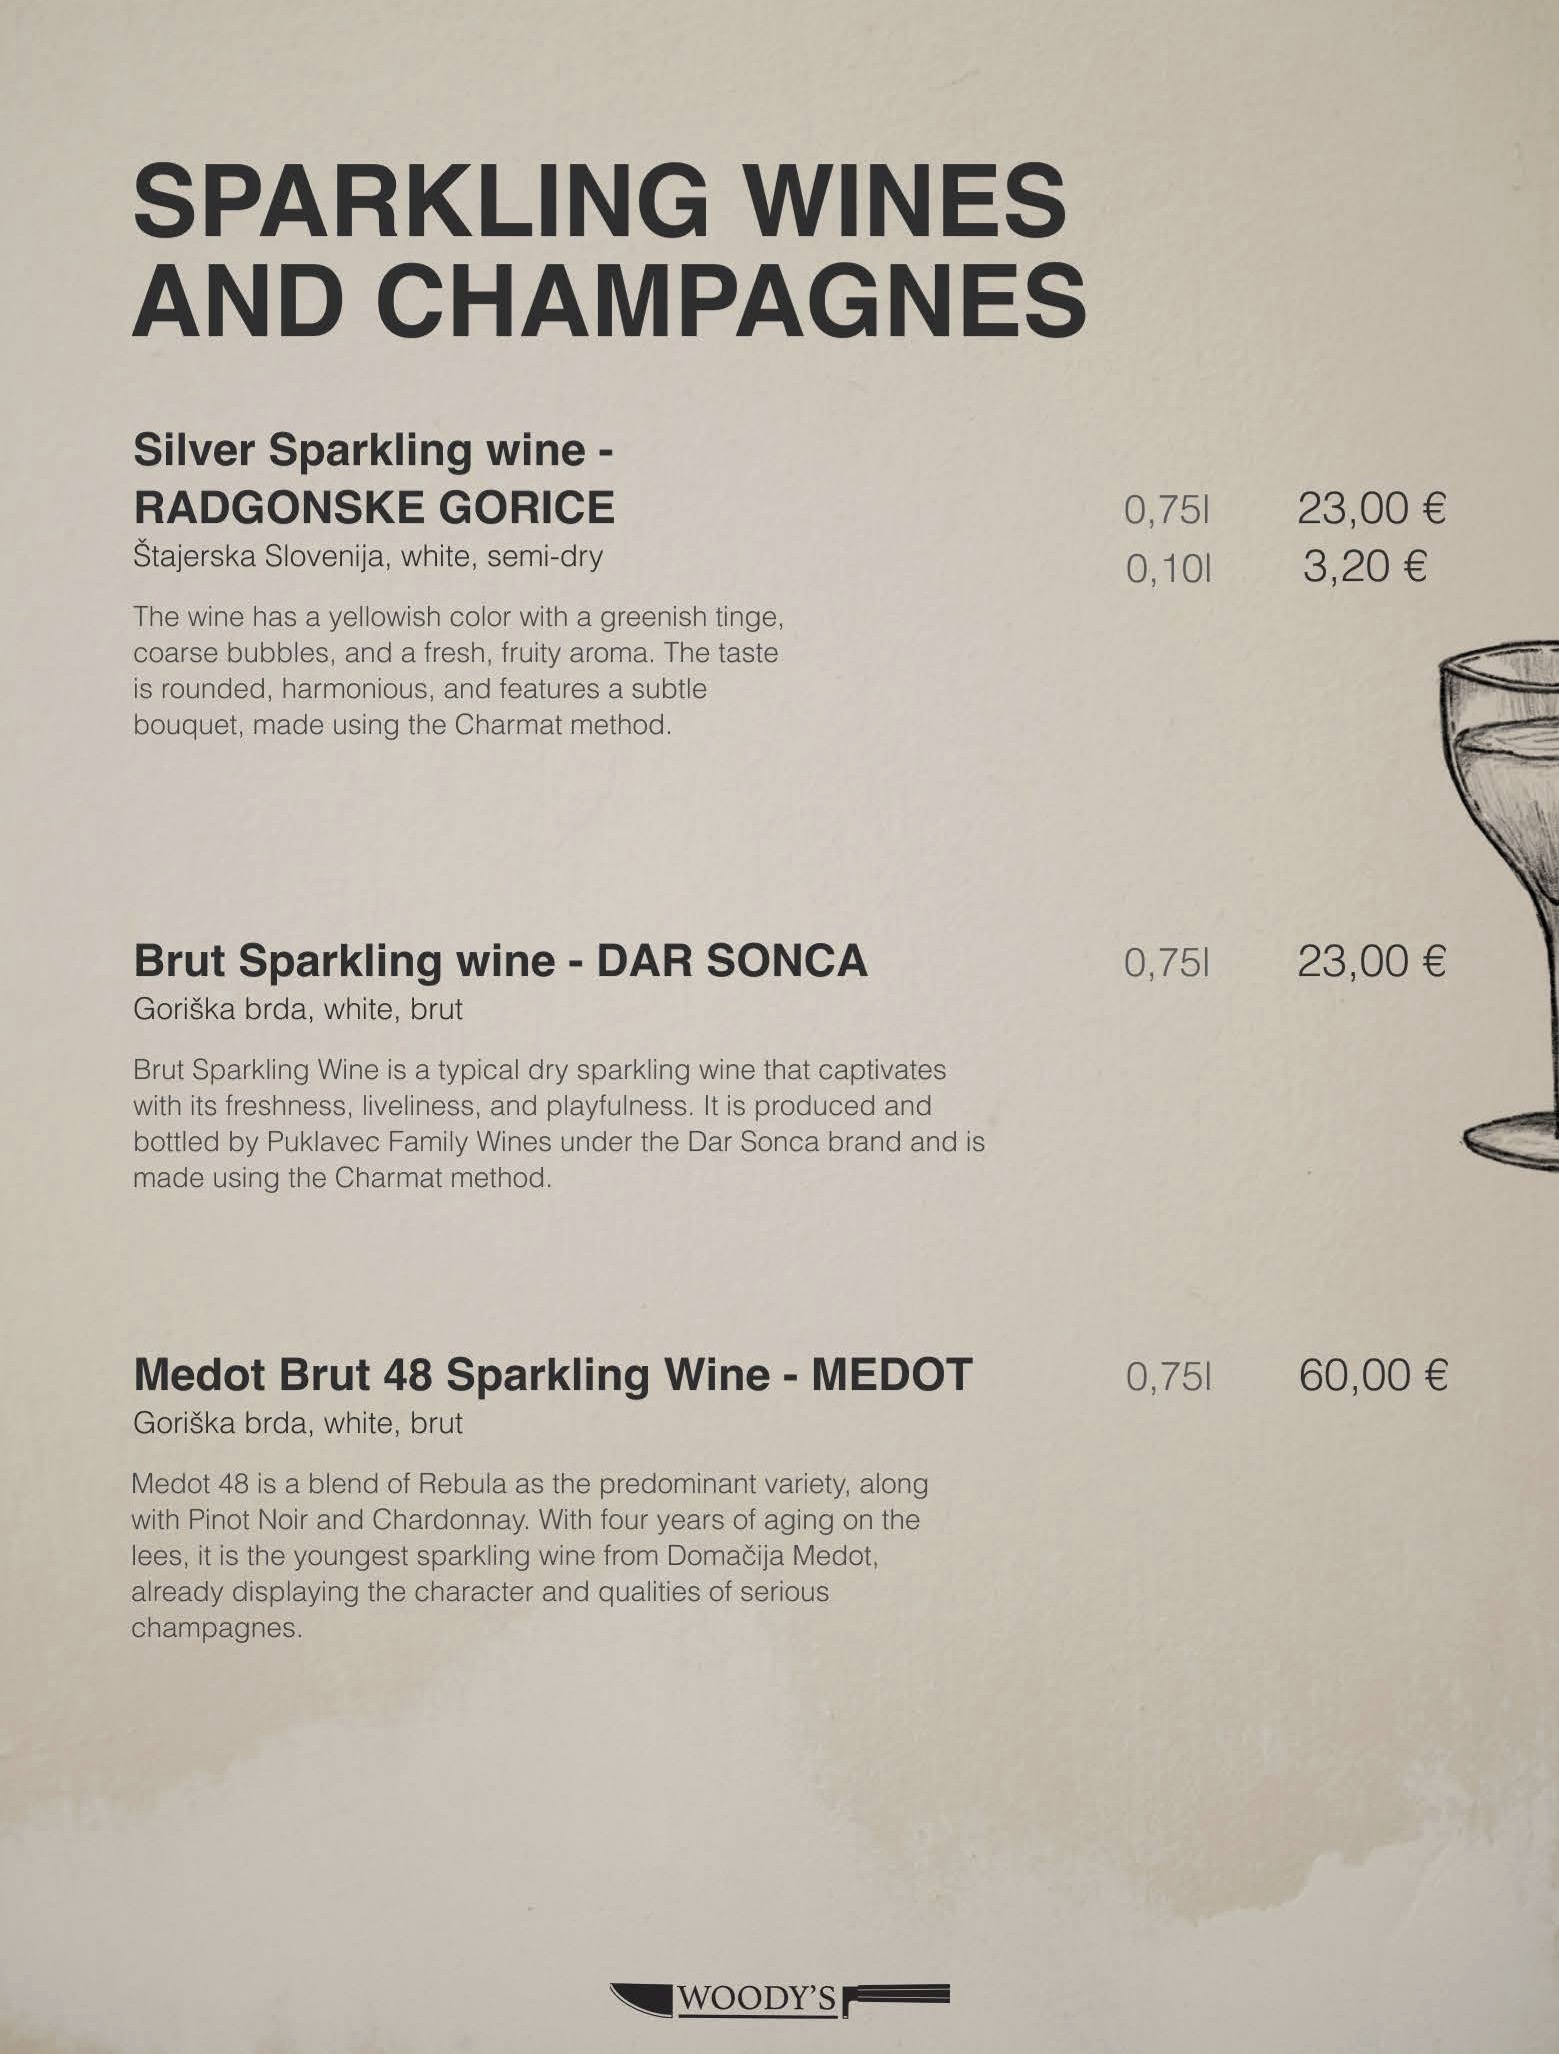 SPARKLING WINES
AND CHAMPAGNES
Silver Sparkling wine -
RADGONSKE GORICE 0,75l 23,00 €
Štajerska Slovenija, white, semi-dry 0,10l 3,20 €
The wine has a yellowish color with a greenish tinge,
coarse bubbles, and a fresh, fruity aroma. The taste
is rounded, harmonious, and features a subtle
bouquet, made using the Charmat method.
Brut Sparkling wine - DAR SONCA 0,75l 23,00 €
Goriška brda, white, brut
Brut Sparkling Wine is a typical dry sparkling wine that captivates
with its freshness, liveliness, and playfulness. It is produced and
bottled by Puklavec Family Wines under the Dar Sonca brand and is
made using the Charmat method.
Medot Brut 48 Sparkling Wine - MEDOT 0,75l 60,00 €
Goriška brda, white, brut
Medot 48 is a blend of Rebula as the predominant variety, along
with Pinot Noir and Chardonnay. With four years of aging on the
lees, it is the youngest sparkling wine from Domačija Medot,
already displaying the character and qualities of serious
champagnes.
WOODY'S